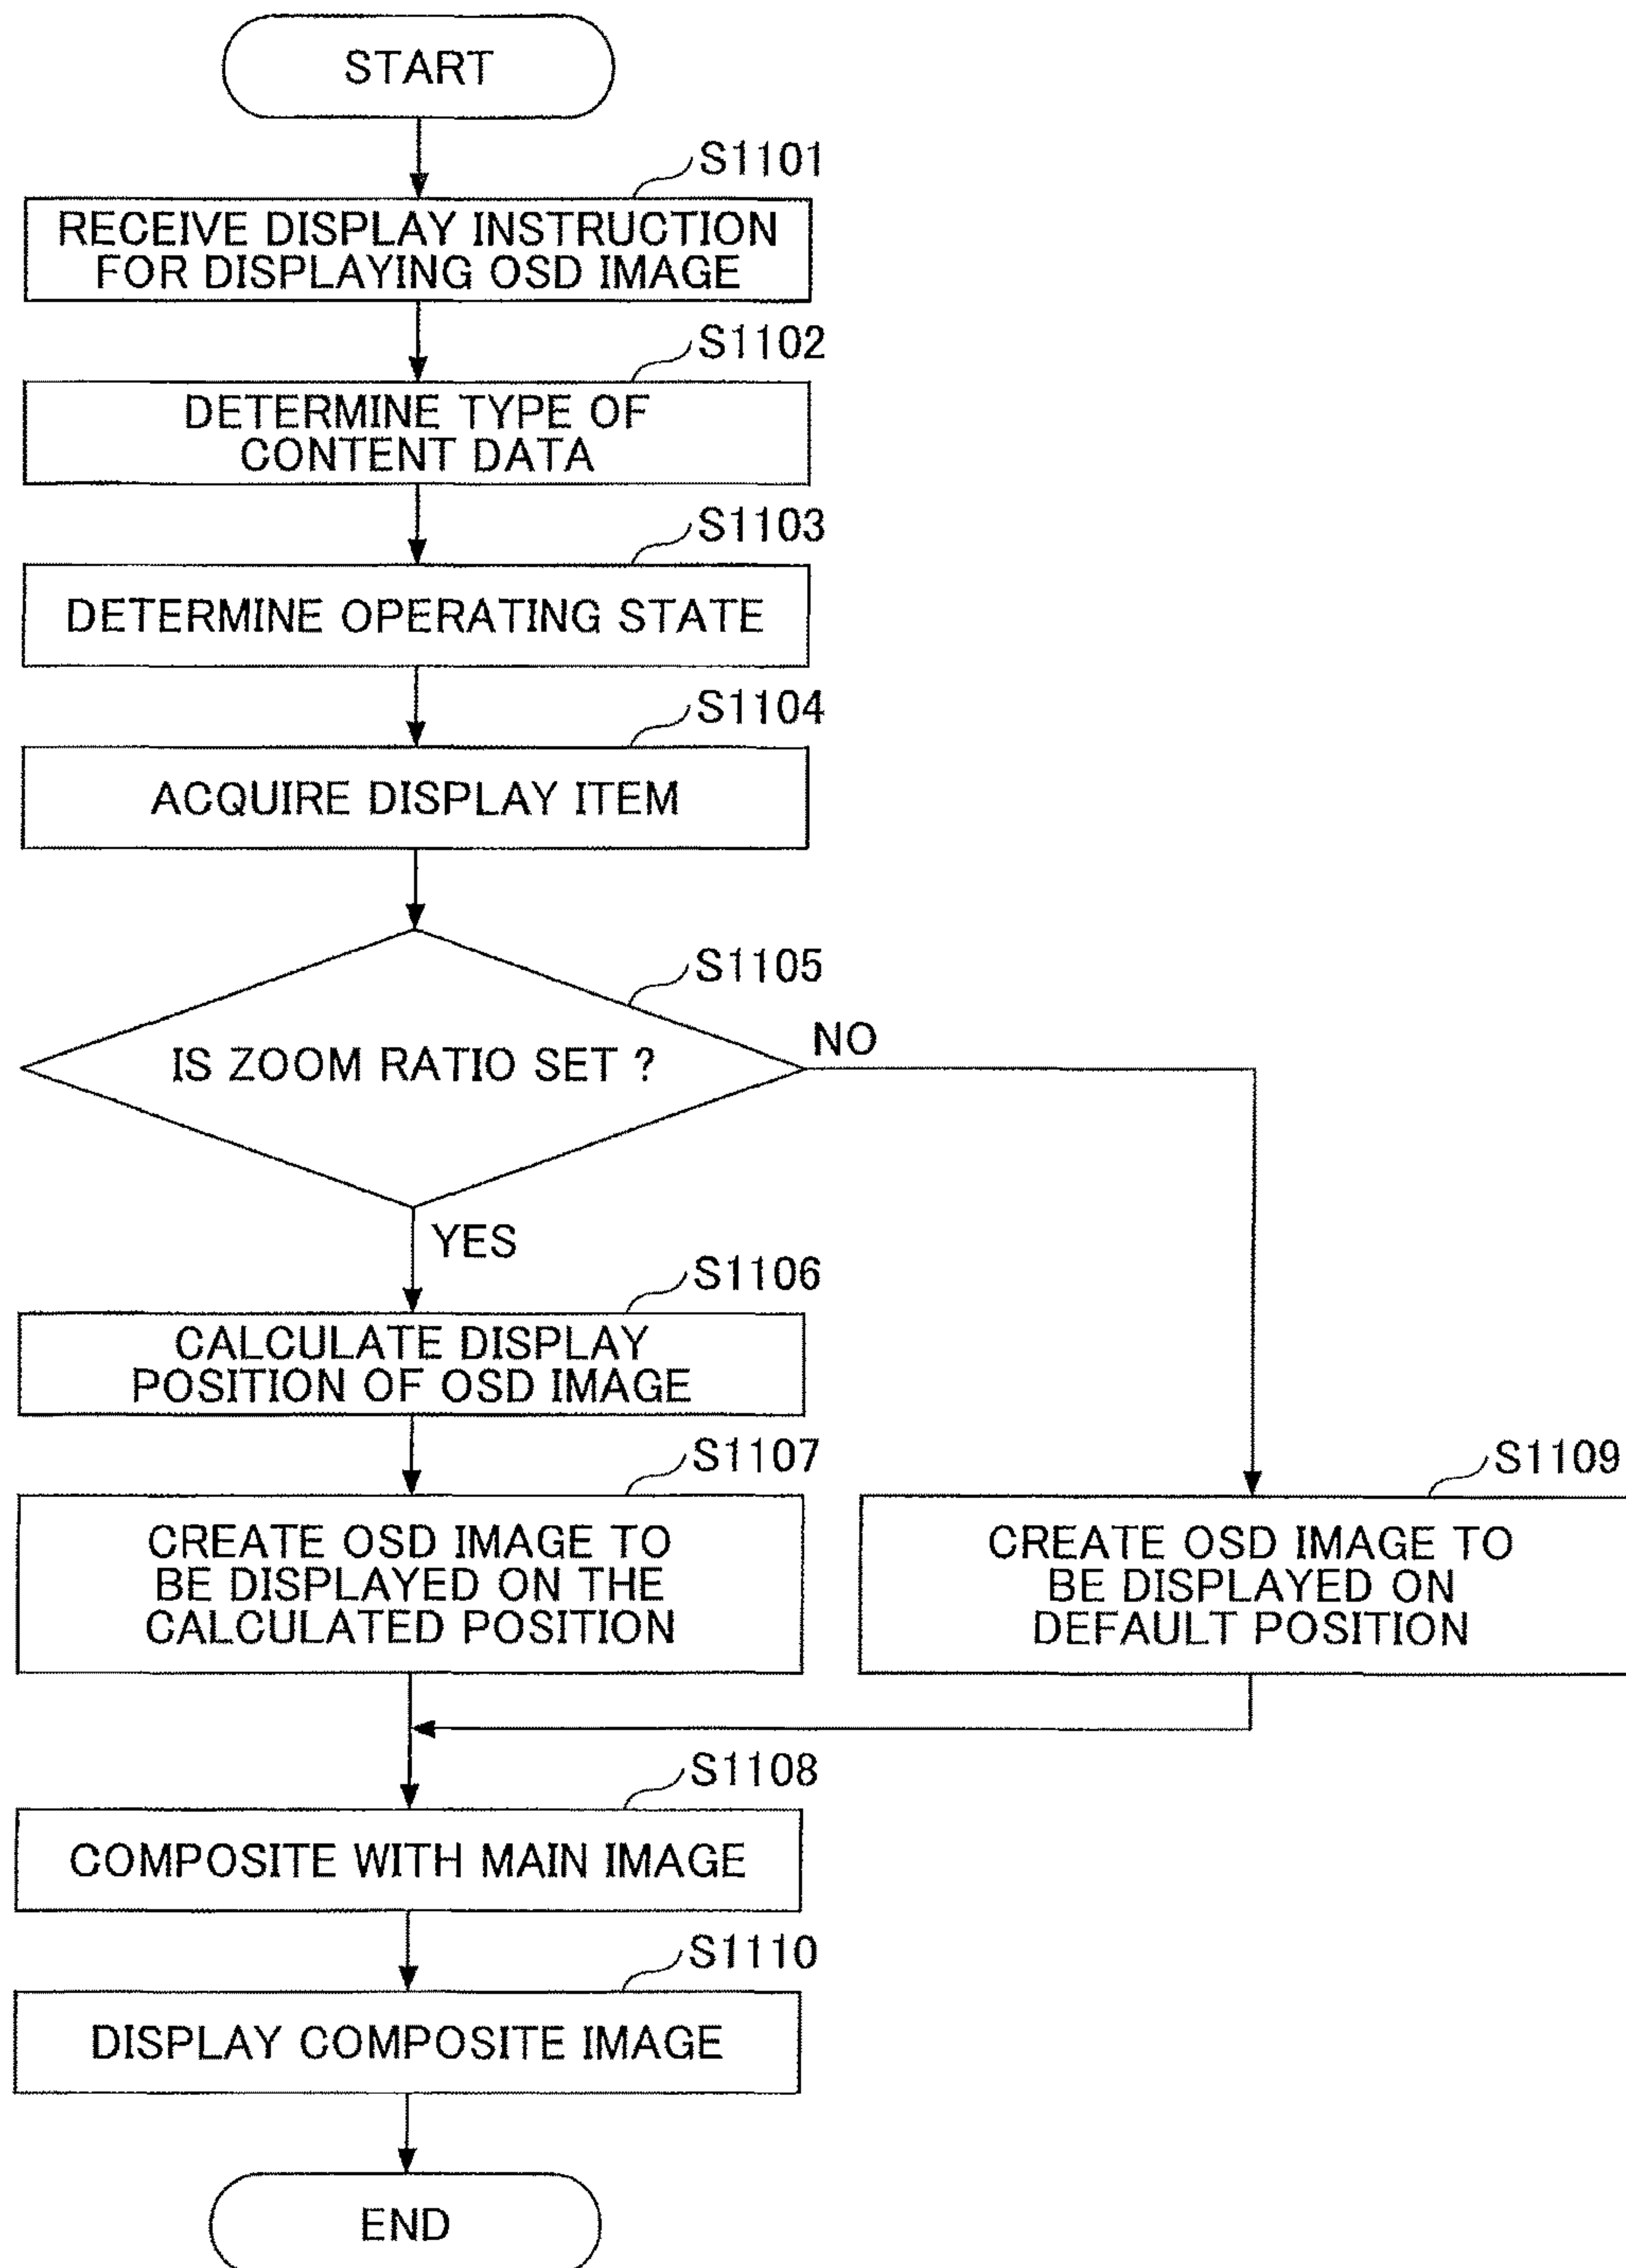 START
S1101
RECEIVE DISPLAY INSTRUCTION
FOR DISPLAYING OSD IMAGE
S1102
DETERMINE TYPE OF
CONTENT DATA
S1103
DETERMINE OPERATING STATE
S1104
ACQUIRE DISPLAY ITEM
S1105
IS ZOOM RATIO SET ?
NO
YES
S1106
CALCULATE DISPLAY
POSITION OF OSD IMAGE
S1107
CREATE OSD IMAGE TO
BE DISPLAYED ON THE
CALCULATED POSITION
S1109
CREATE OSD IMAGE TO
BE DISPLAYED ON
DEFAULT POSITION
S1108
COMPOSITE WITH MAIN IMAGE
S1110
DISPLAY COMPOSITE IMAGE
END